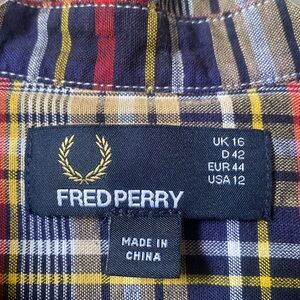 UK 16
D 42
EUR 44
USA 12
FRED PERRY
MADE IN
CHINA